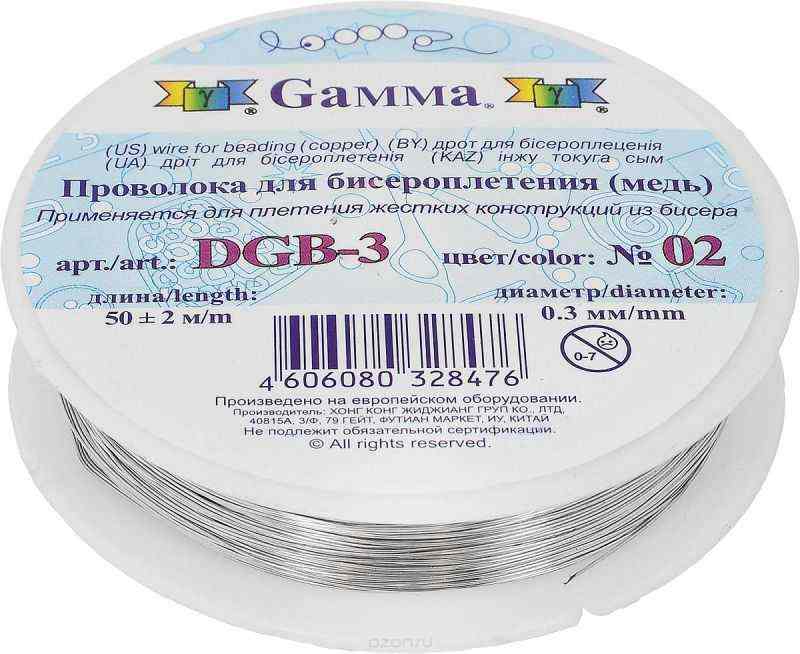 γ ® Gамма® γ ®
(US) wire for beading (copper) (BY) дрот для бісероплецення
(UA) дріт для бісероплетенія (KAZ) інжу токуга сым
Проволока для бисероплетения (медь)
Применяется для плетения жестких конструкций из бисера
арт./art.: DGB-3 цвет/color: № 02
длина/length: диаметр/diameter:
50 ± 2 м/m 0.3 мм/mm
0-7
4 606080 328476
Произведено на европейском оборудовании.
Производитель: ХОНГ КОНГ ЖИДЖИАНГ ГРУП КО., ЛТД,
40815А, 3/Ф, 79 ГЕЙТ, ФУТИАН МАРКЕТ, ИУ, КИТАЙ
Не подлежит обязательной сертификации.
© All rights reserved.
ozon.ru